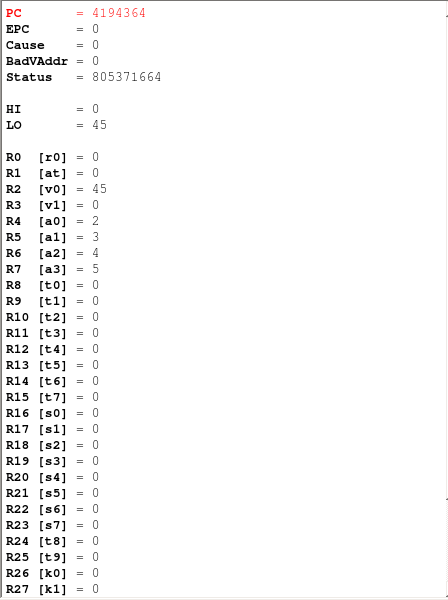 PC       = 4194364
EPC      = 0
Cause    = 0
BadVAddr = 0
Status   = 805371664
HI       = 0
LO       = 45
R0  [r0] = 0
R1  [at] = 0
R2  [v0] = 45
R3  [v1] = 0
R4  [a0] = 2
R5  [a1] = 3
R6  [a2] = 4
R7  [a3] = 5
R8  [t0] = 0
R9  [t1] = 0
R10 [t2] = 0
R11 [t3] = 0
R12 [t4] = 0
R13 [t5] = 0
R14 [t6] = 0
R15 [t7] = 0
R16 [s0] = 0
R17 [s1] = 0
R18 [s2] = 0
R19 [s3] = 0
R20 [s4] = 0
R21 [s5] = 0
R22 [s6] = 0
R23 [s7] = 0
R24 [t8] = 0
R25 [t9] = 0
R26 [k0] = 0
R27 [k1] = 0